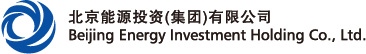 北京能源投资(集团)有限公司
Beijing Energy Investment Holding Co., Ltd.